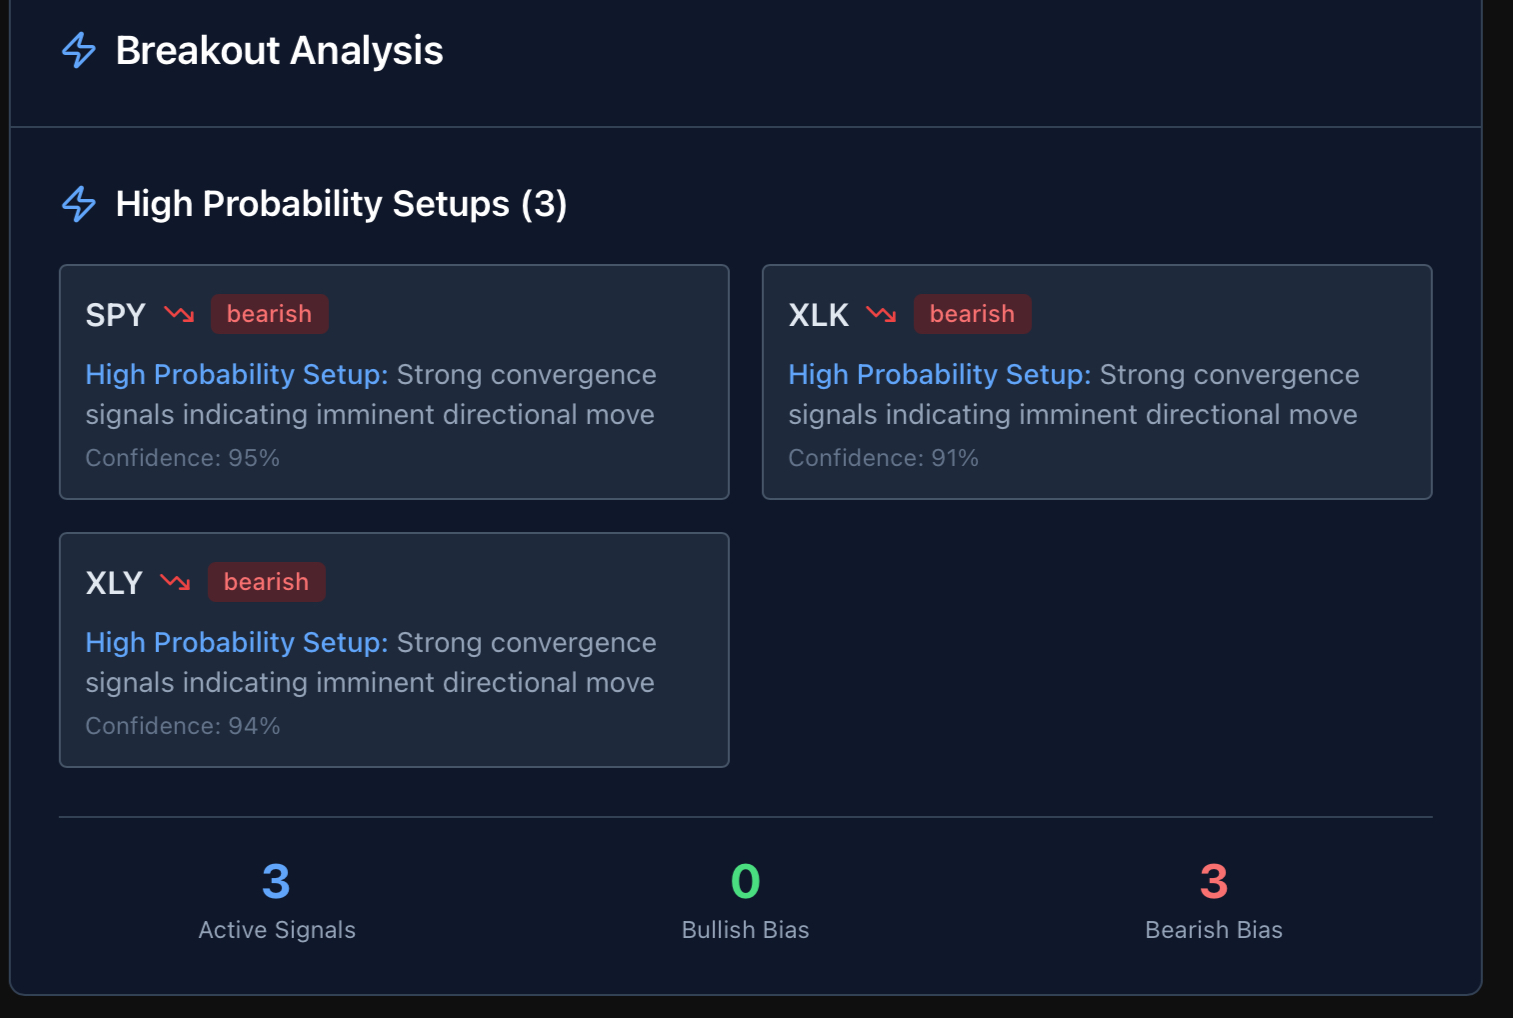 Breakout Analysis
High Probability Setups (3)
SPY bearish
High Probability Setup: Strong convergence
signals indicating imminent directional move
Confidence: 95%
XLK bearish
High Probability Setup: Strong convergence
signals indicating imminent directional move
Confidence: 91%
XLY bearish
High Probability Setup: Strong convergence
signals indicating imminent directional move
Confidence: 94%
3
Active Signals
0
Bullish Bias
3
Bearish Bias